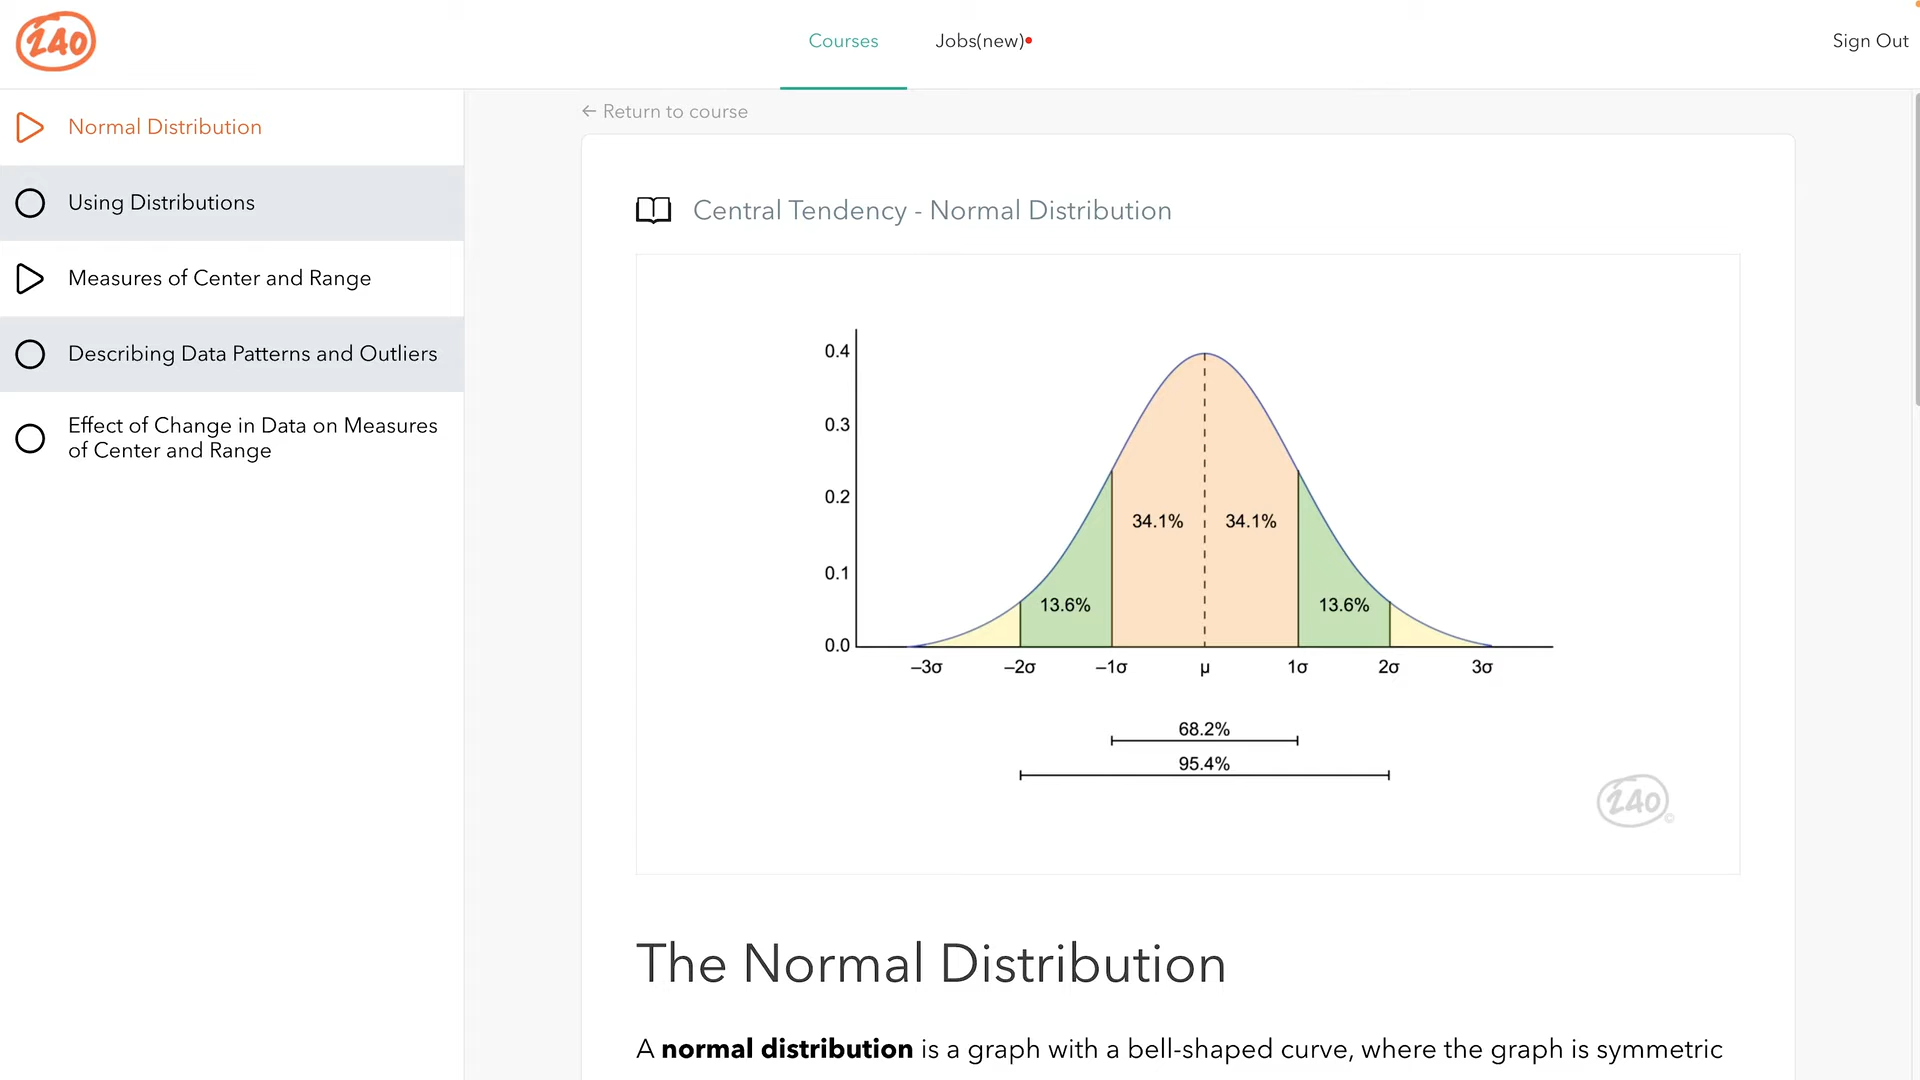 240
Courses
Jobs(new)
Sign Out
Normal Distribution
Using Distributions
Measures of Center and Range
Describing Data Patterns and Outliers
Effect of Change in Data on Measures
of Center and Range
← Return to course
Central Tendency - Normal Distribution
0.4
0.3
0.2
0.1
0.0
34.1%
34.1%
13.6%
13.6%
–3σ
–2σ
–1σ
μ
1σ
2σ
3σ
68.2%
95.4%
240©
The Normal Distribution
A normal distribution is a graph with a bell-shaped curve, where the graph is symmetric